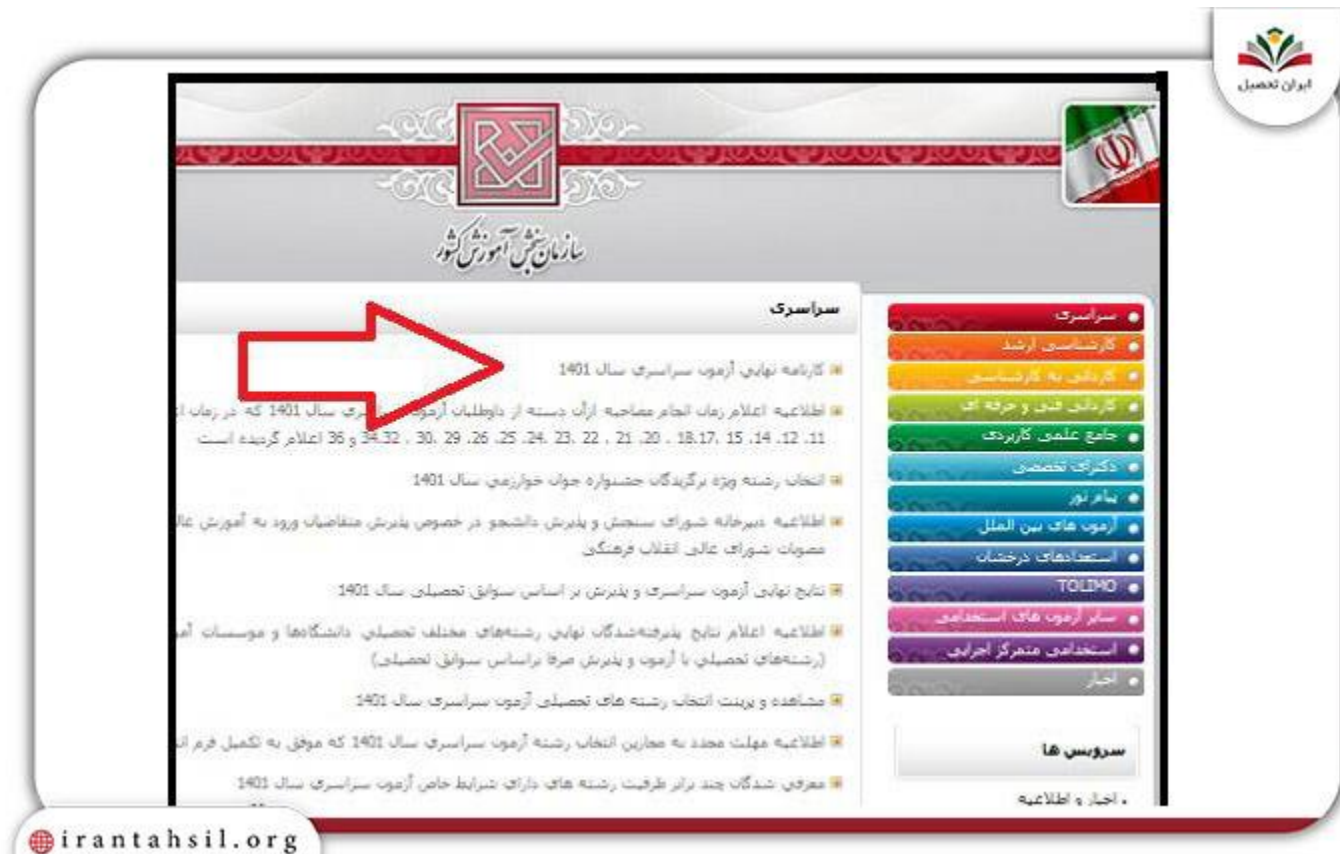 ایران تحصیل
سازمان سنجش آموزش کشور
سراسری
کارشناسی ارشد
کاردانی به کارشناسی
کاردانی فنی و حرفه ای
جامع علمی کاربردی
دکترای تخصصی
پیام نور
آزمون های بین الملل
استعدادهای درخشان
TOLIMO
سایر آزمون های استخدامی
استخدامی متمرکز اجرایی
اخبار
سرویس ها
اخبار و اطلاعیه
سراسری
کارنامه نهايي آزمون سراسري سال 1401
اطلاعیه اعلام زمان انجام مصاحبه ازآن دسته از داوطلبان آزمون سراسري سال 1401 که در زمان
11، 12، 14، 15 ،18،17، 20، 21 ، 22 ، 23، 24، 25، 26، 29، 30 ، 34،32 و 36 اعلام گردیده است
انتخاب رشته ویژه برگزیدگان جشنواره جوان خوارزمي سال 1401
اطلاعیه دبیرخانه شورای سنجش و پذیرش دانشجو در خصوص پذیرش متقاضیان ورود به آموزش
مصوبات شورای عالی انقلاب فرهنگی
نتایج نهایی آزمون سراسری و پذیرش بر اساس سوابق تحصیلی سال 1401
اطلاعیه اعلام نتایج پذیرفته‌شدگان نهایی رشته‌های مختلف تحصیلي دانشگاه‌ها و موسسات
(رشته‌های تحصیلي با آزمون و پذیرش صرفا براساس سوابق تحصیلی)
مشاهده و پرینت انتخاب رشته های تحصیلی آزمون سراسری سال 1401
اطلاعیه مهلت مجدد به مجازین انتخاب رشته آزمون سراسری سال 1401 که موفق به تکمیل فرم
معرفی شدگان چند برابر ظرفیت رشته های دارای شرایط خاص آزمون سراسری سال 1401
irantahsil.org